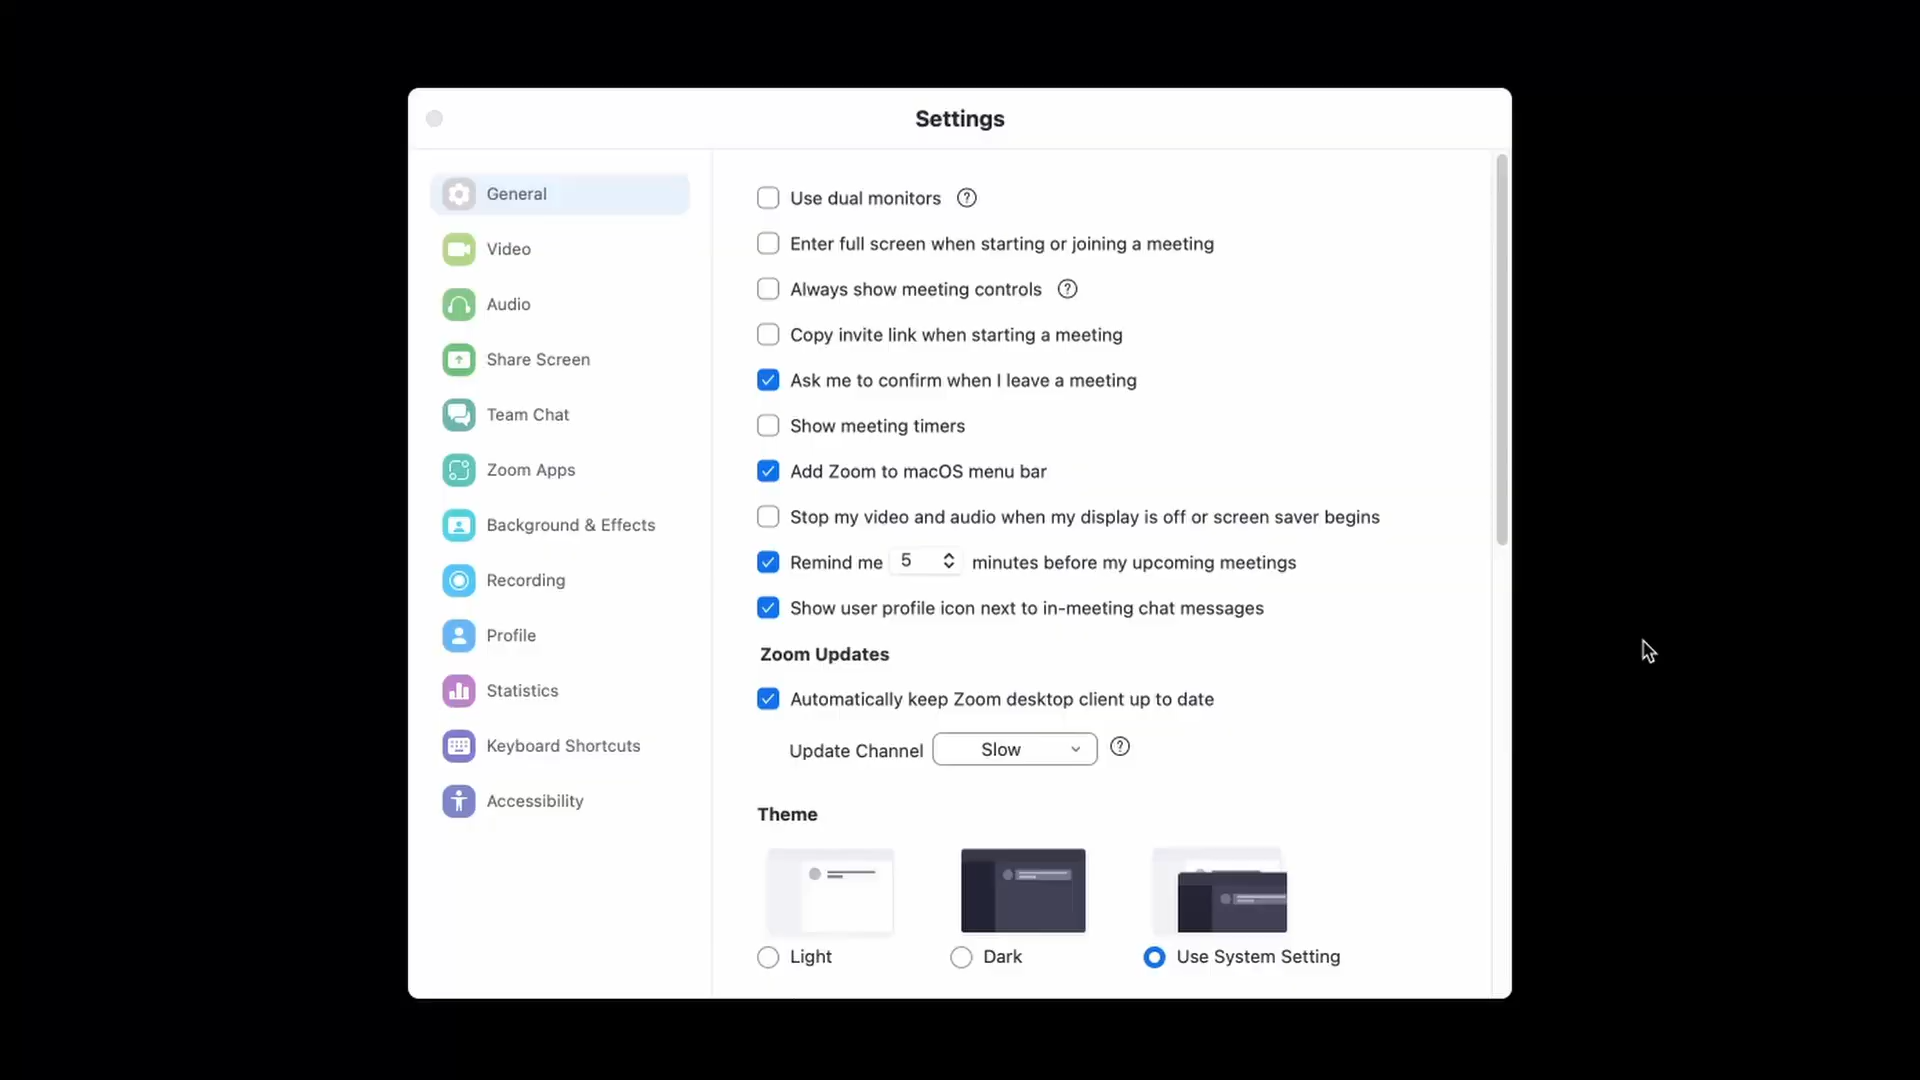 Settings
General
Video
Audio
Share Screen
Team Chat
Zoom Apps
Background & Effects
Recording
Profile
Statistics
Keyboard Shortcuts
Accessibility
Use dual monitors ?
Enter full screen when starting or joining a meeting
Always show meeting controls ?
Copy invite link when starting a meeting
Ask me to confirm when I leave a meeting
Show meeting timers
Add Zoom to macOS menu bar
Stop my video and audio when my display is off or screen saver begins
Remind me 5 minutes before my upcoming meetings
Show user profile icon next to in-meeting chat messages
Zoom Updates
Automatically keep Zoom desktop client up to date
Update Channel Slow ?
Theme
Light Dark Use System Setting